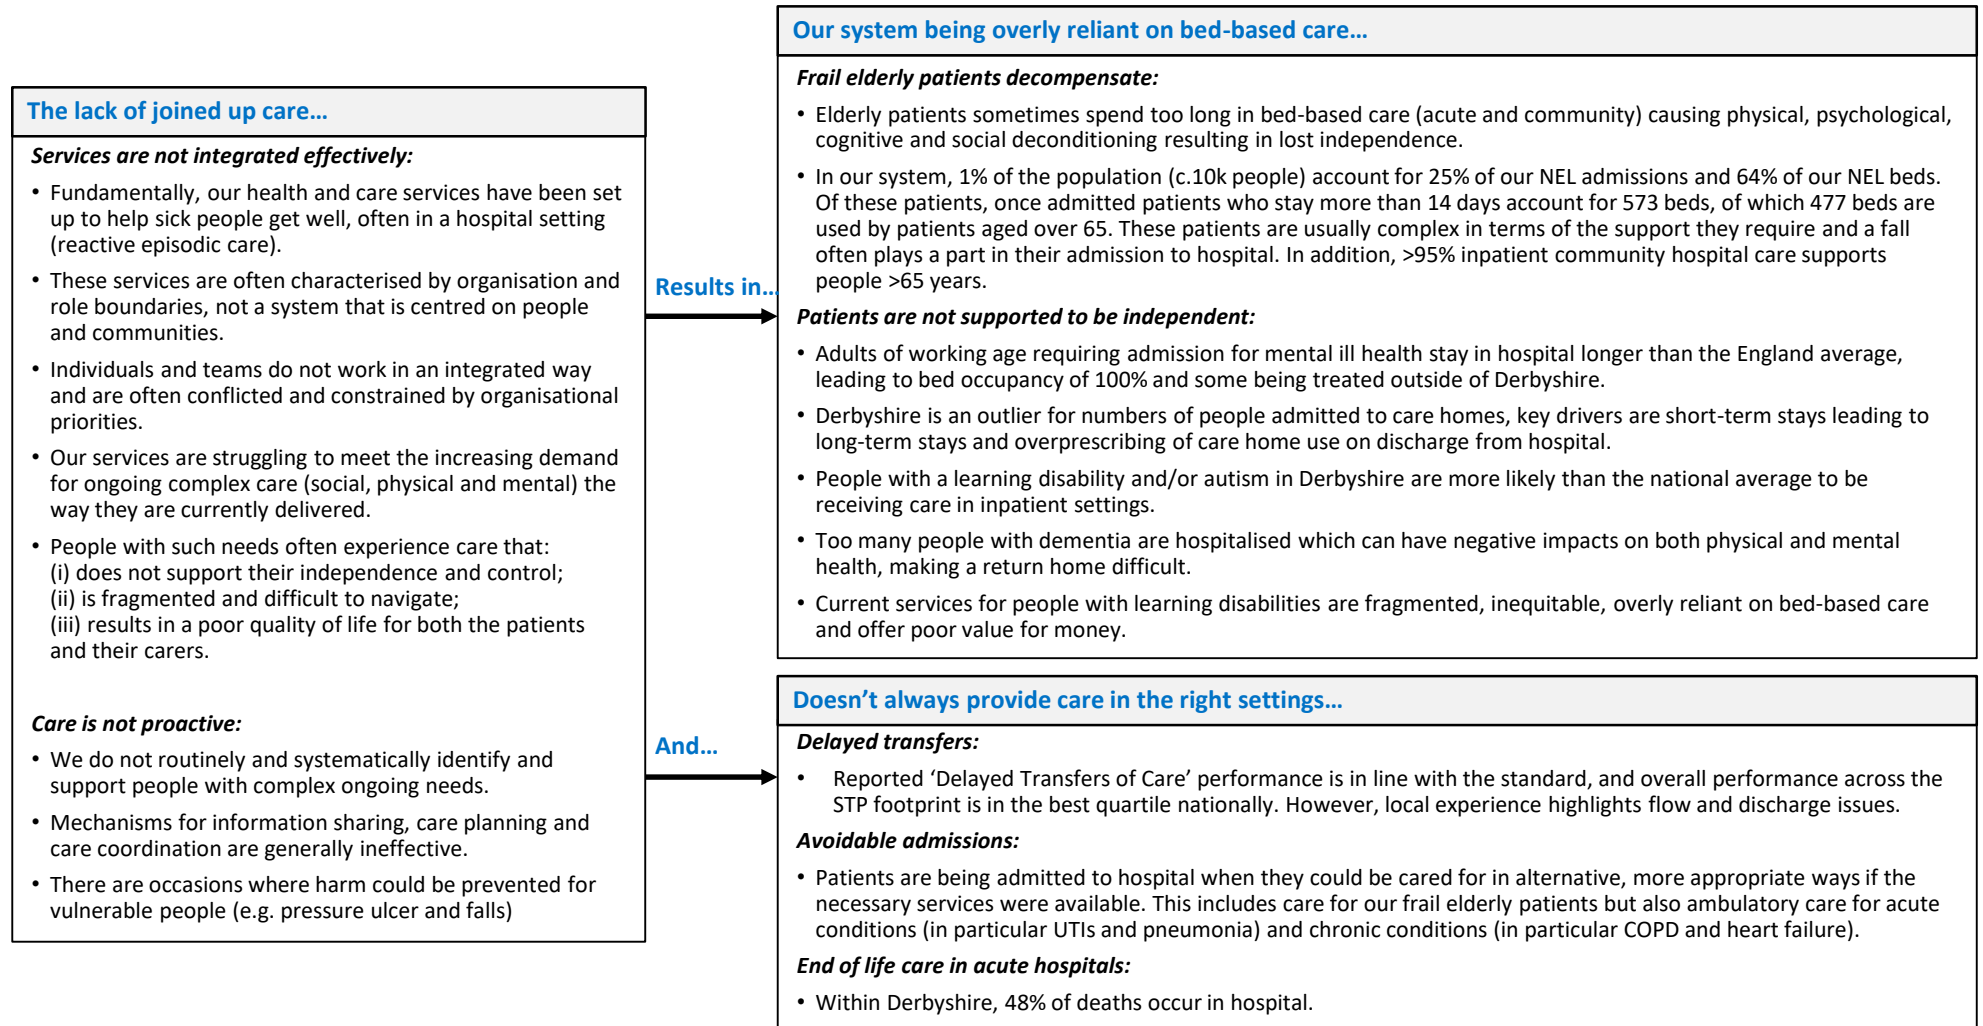 The lack of joined up care…
Services are not integrated effectively:
• Fundamentally, our health and care services have been set
up to help sick people get well, often in a hospital setting
(reactive episodic care).
• These services are often characterised by organisation and
role boundaries, not a system that is centred on people
and communities.
• Individuals and teams do not work in an integrated way
and are often conflicted and constrained by organisational
priorities.
• Our services are struggling to meet the increasing demand
for ongoing complex care (social, physical and mental) the
way they are currently delivered.
• People with such needs often experience care that:
(i) does not support their independence and control;
(ii) is fragmented and difficult to navigate;
(iii) results in a poor quality of life for both the patients
and their carers.
Care is not proactive:
• We do not routinely and systematically identify and
support people with complex ongoing needs.
• Mechanisms for information sharing, care planning and
care coordination are generally ineffective.
• There are occasions where harm could be prevented for
vulnerable people (e.g. pressure ulcer and falls)
Results in…
Our system being overly reliant on bed-based care…
Frail elderly patients decompensate:
• Elderly patients sometimes spend too long in bed-based care (acute and community) causing physical, psychological,
cognitive and social deconditioning resulting in lost independence.
• In our system, 1% of the population (c.10k people) account for 25% of our NEL admissions and 64% of our NEL beds.
Of these patients, once admitted patients who stay more than 14 days account for 573 beds, of which 477 beds are
used by patients aged over 65. These patients are usually complex in terms of the support they require and a fall
often plays a part in their admission to hospital. In addition, >95% inpatient community hospital care supports
people >65 years.
Patients are not supported to be independent:
• Adults of working age requiring admission for mental ill health stay in hospital longer than the England average,
leading to bed occupancy of 100% and some being treated outside of Derbyshire.
• Derbyshire is an outlier for numbers of people admitted to care homes, key drivers are short-term stays leading to
long-term stays and overprescribing of care home use on discharge from hospital.
• People with a learning disability and/or autism in Derbyshire are more likely than the national average to be
receiving care in inpatient settings.
• Too many people with dementia are hospitalised which can have negative impacts on both physical and mental
health, making a return home difficult.
• Current services for people with learning disabilities are fragmented, inequitable, overly reliant on bed-based care
and offer poor value for money.
And…
Doesn’t always provide care in the right settings…
Delayed transfers:
• Reported ‘Delayed Transfers of Care’ performance is in line with the standard, and overall performance across the
STP footprint is in the best quartile nationally. However, local experience highlights flow and discharge issues.
Avoidable admissions:
• Patients are being admitted to hospital when they could be cared for in alternative, more appropriate ways if the
necessary services were available. This includes care for our frail elderly patients but also ambulatory care for acute
conditions (in particular UTIs and pneumonia) and chronic conditions (in particular COPD and heart failure).
End of life care in acute hospitals:
• Within Derbyshire, 48% of deaths occur in hospital.